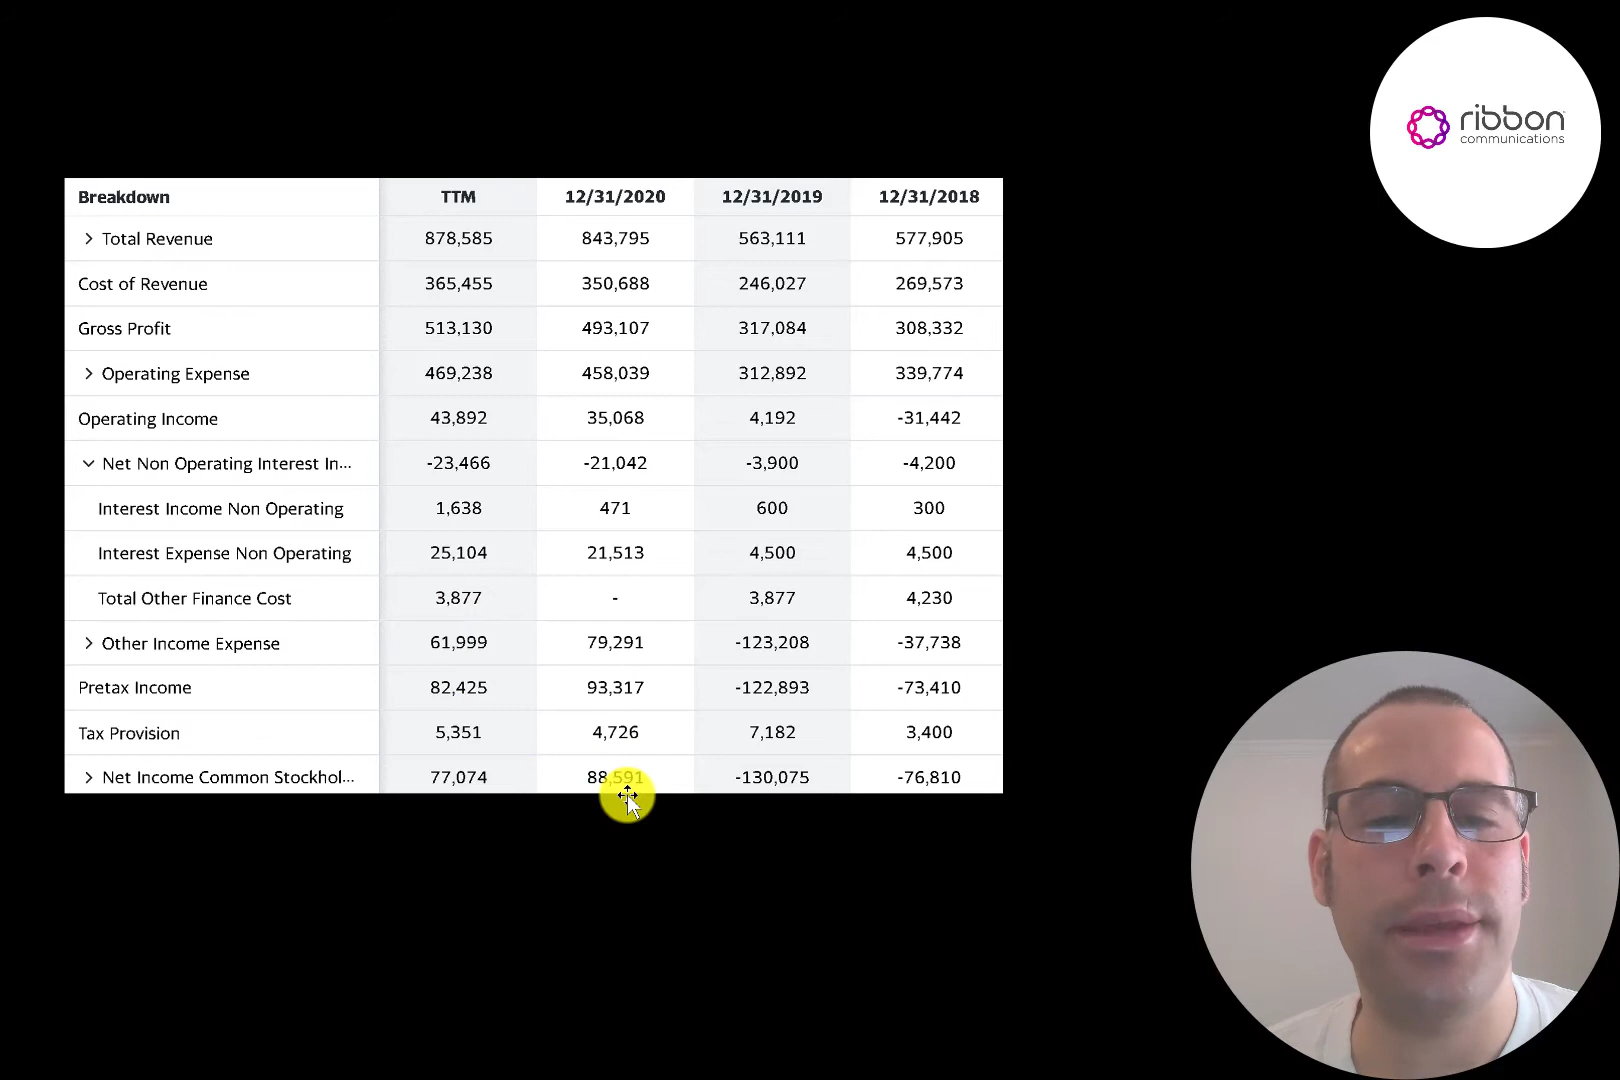 ribbon
communications
Breakdown TTM 12/31/2020 12/31/2019 12/31/2018
Total Revenue 878,585 843,795 563,111 577,905
Cost of Revenue 365,455 350,688 246,027 269,573
Gross Profit 513,130 493,107 317,084 308,332
Operating Expense 469,238 458,039 312,892 339,774
Operating Income 43,892 35,068 4,192 -31,442
Net Non Operating Interest In... -23,466 -21,042 -3,900 -4,200
Interest Income Non Operating 1,638 471 600 300
Interest Expense Non Operating 25,104 21,513 4,500 4,500
Total Other Finance Cost 3,877 - 3,877 4,230
Other Income Expense 61,999 79,291 -123,208 -37,738
Pretax Income 82,425 93,317 -122,893 -73,410
Tax Provision 5,351 4,726 7,182 3,400
Net Income Common Stockhol... 77,074 88,591 -130,075 -76,810